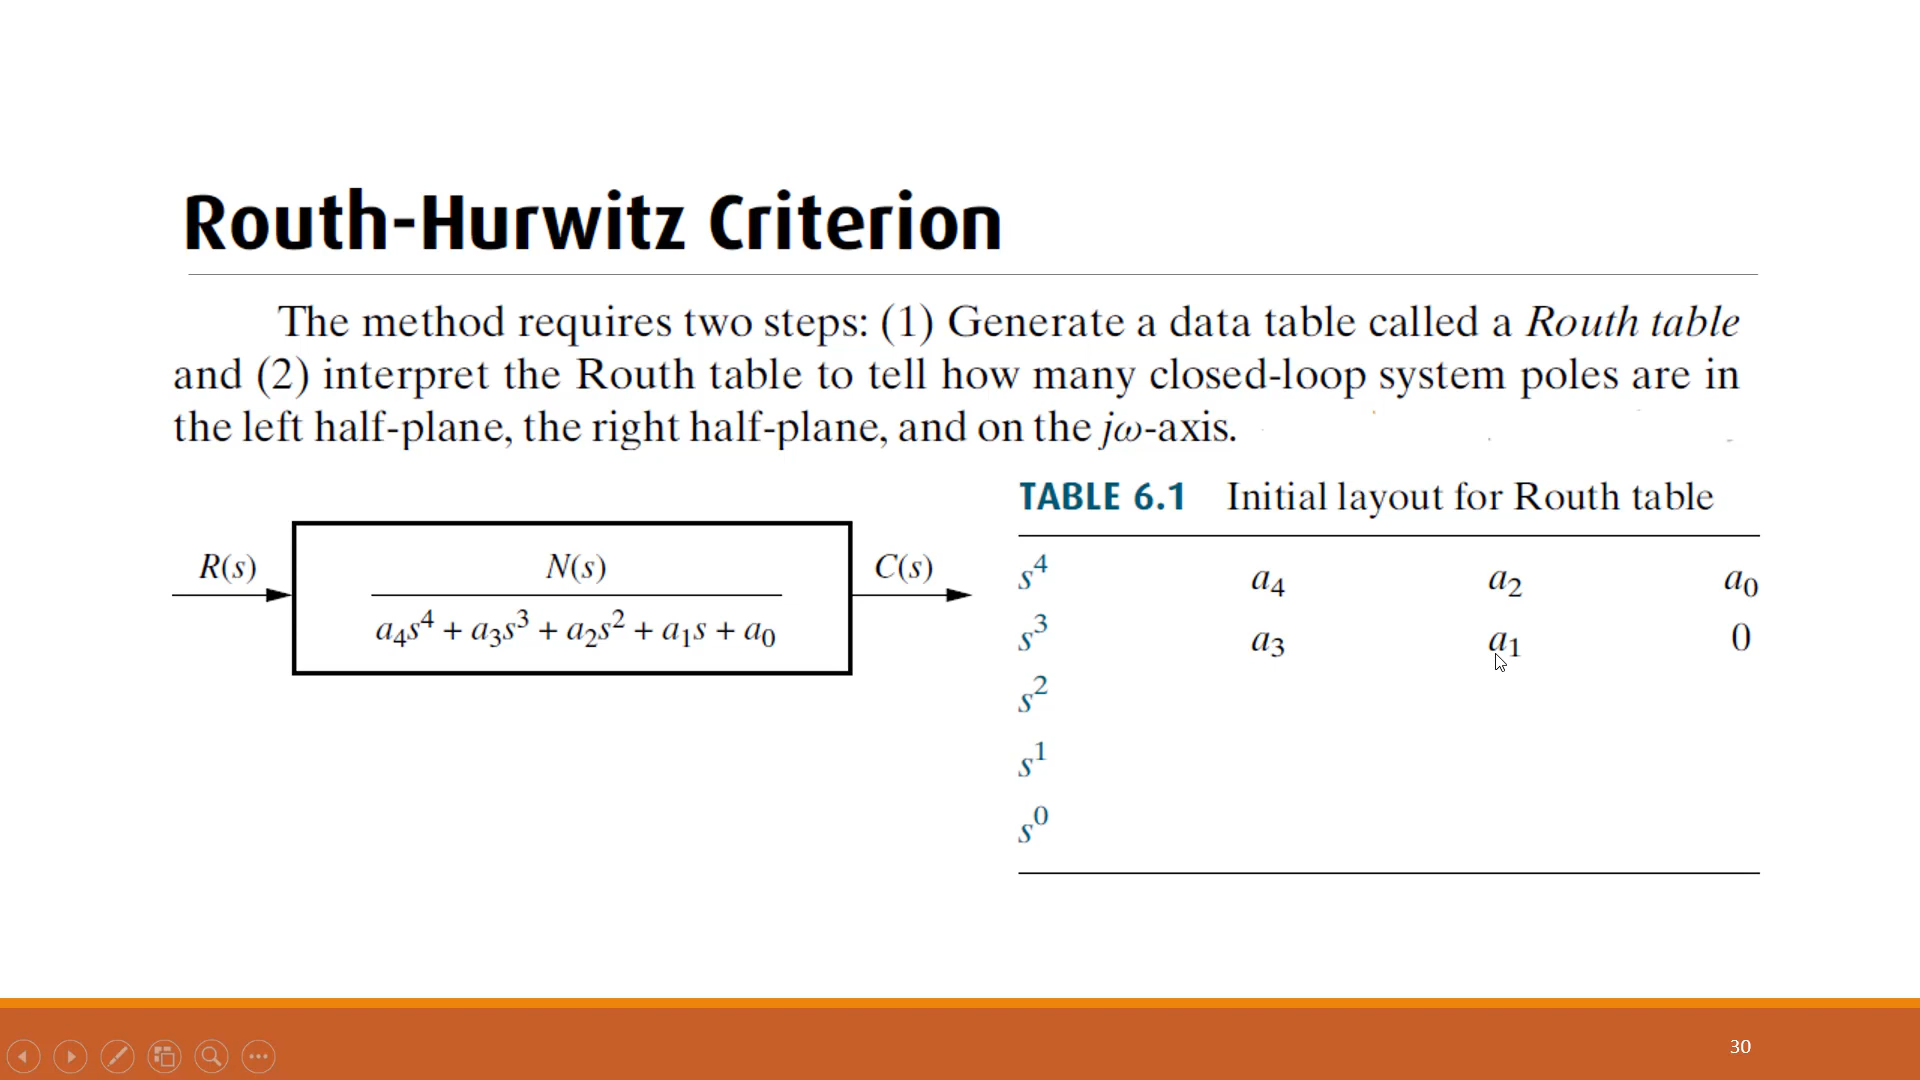 Routh-Hurwitz Criterion
The method requires two steps: (1) Generate a data table called a Routh table
and (2) interpret the Routh table to tell how many closed-loop system poles are in
the left half-plane, the right half-plane, and on the jω-axis.
R(s)
N(s)
a₄s⁴ + a₃s³ + a₂s² + a₁s + a₀
C(s)
TABLE 6.1 Initial layout for Routh table
s⁴ a₄ a₂ a₀
s³ a₃ a₁ 0
s²
s¹
s⁰
30